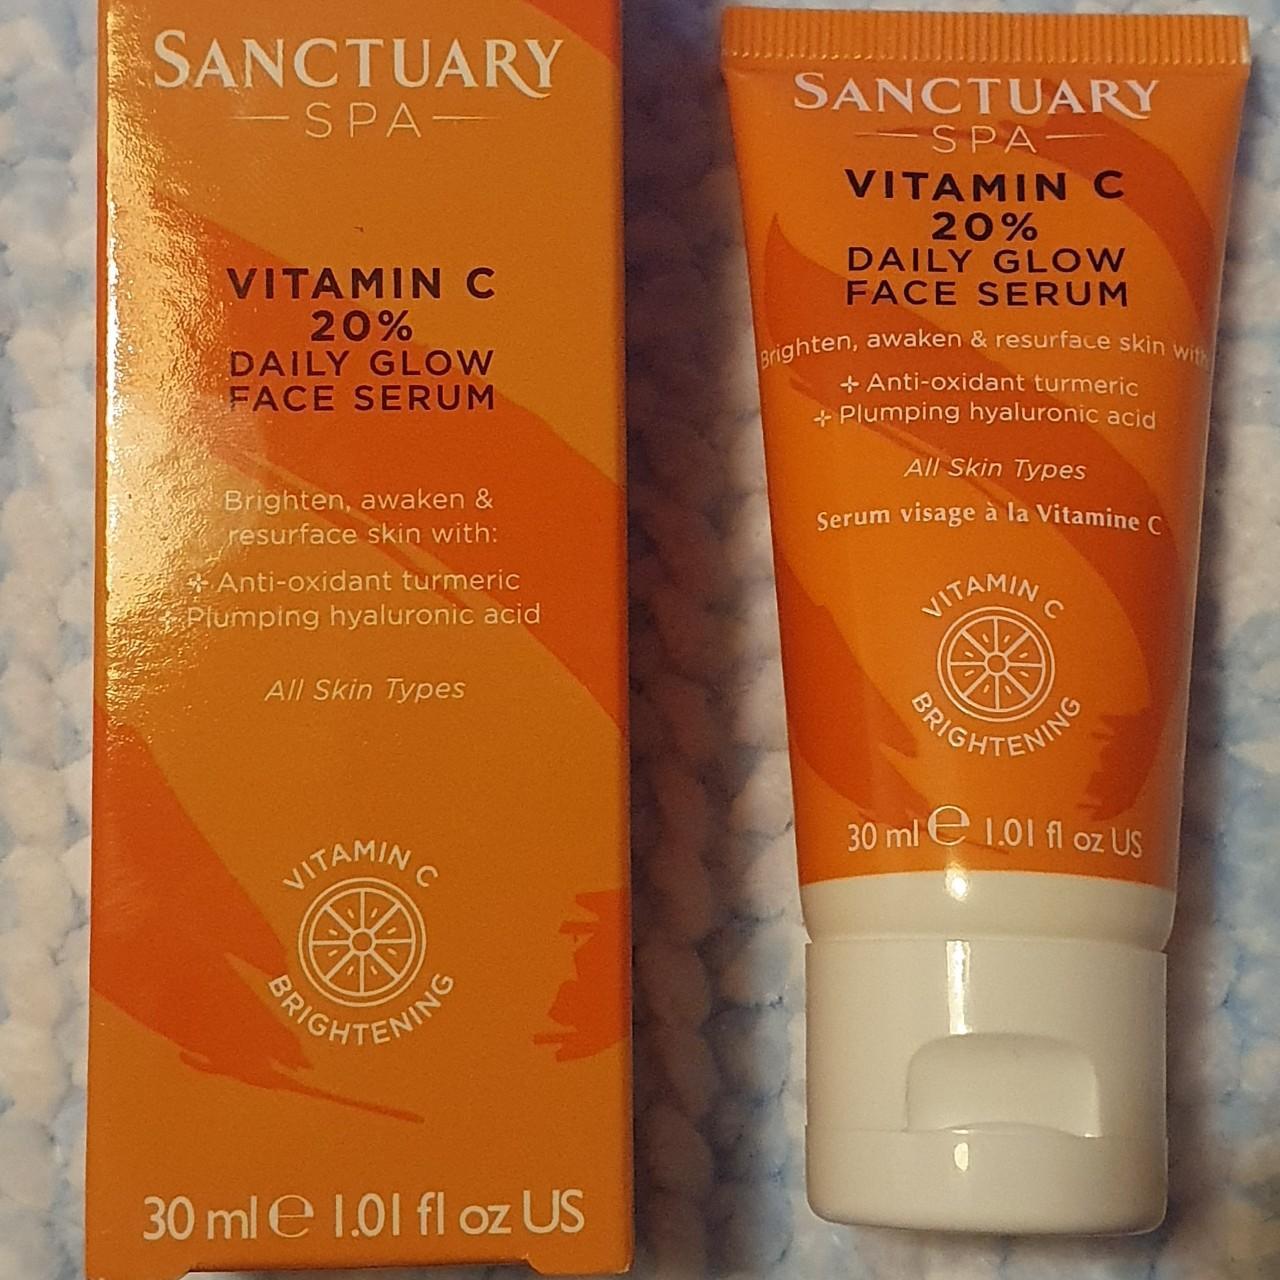 SANCTUARY
SPA
VITAMIN C
20%
DAILY GLOW
FACE SERUM
Brighten, awaken &
resurface skin with:
+ Anti-oxidant turmeric
+ Plumping hyaluronic acid
All Skin Types
VITAMIN C
BRIGHTENING
30 ml ℮ 1.01 fl oz US
SANCTUARY
SPA
VITAMIN C
20%
DAILY GLOW
FACE SERUM
Brighten, awaken & resurface skin with
+ Anti-oxidant turmeric
+ Plumping hyaluronic acid
All Skin Types
Serum visage à la Vitamine C
VITAMIN C
BRIGHTENING
30 ml ℮ 1.01 fl oz US